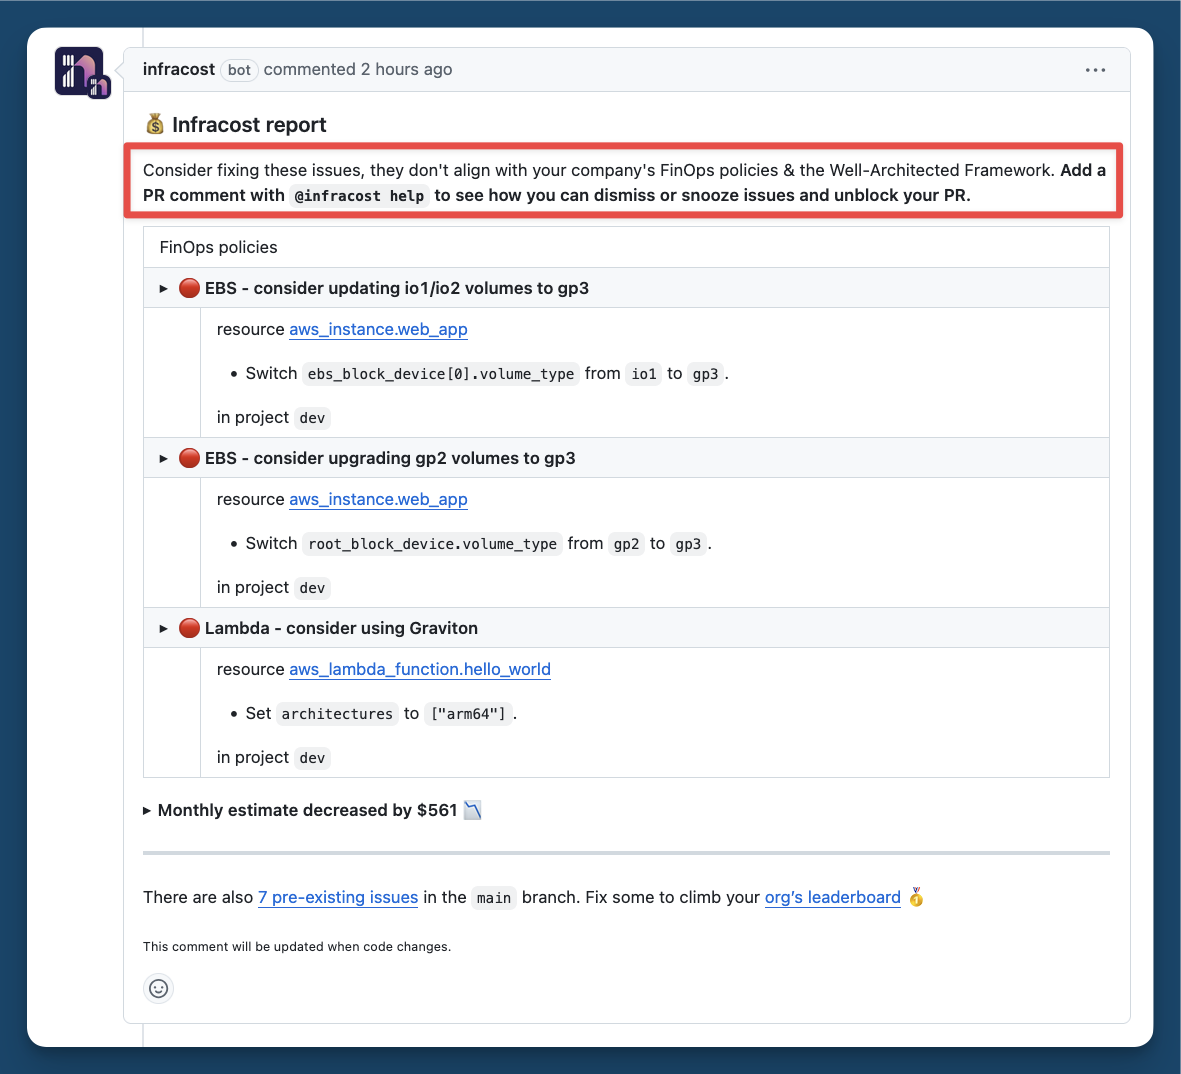 infracost bot commented 2 hours ago
Infracost report
Consider fixing these issues, they don't align with your company's FinOps policies & the Well-Architected Framework. Add a
PR comment with @infracost help to see how you can dismiss or snooze issues and unblock your PR.
FinOps policies
EBS - consider updating io1/io2 volumes to gp3
resource aws_instance.web_app
• Switch ebs_block_device[0].volume_type from io1 to gp3.
in project dev
EBS - consider upgrading gp2 volumes to gp3
resource aws_instance.web_app
• Switch root_block_device.volume_type from gp2 to gp3.
in project dev
Lambda - consider using Graviton
resource aws_lambda_function.hello_world
• Set architectures to ["arm64"].
in project dev
Monthly estimate decreased by $561
There are also 7 pre-existing issues in the main branch. Fix some to climb your org’s leaderboard
This comment will be updated when code changes.